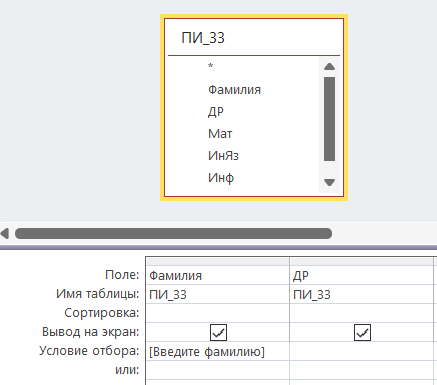 ПИ_33
*
Фамилия
ДР
Мат
ИнЯз
Инф
Поле: Фамилия ДР
Имя таблицы: ПИ_33 ПИ_33
Сортировка:
Вывод на экран:
Условие отбора: [Введите фамилию]
или: